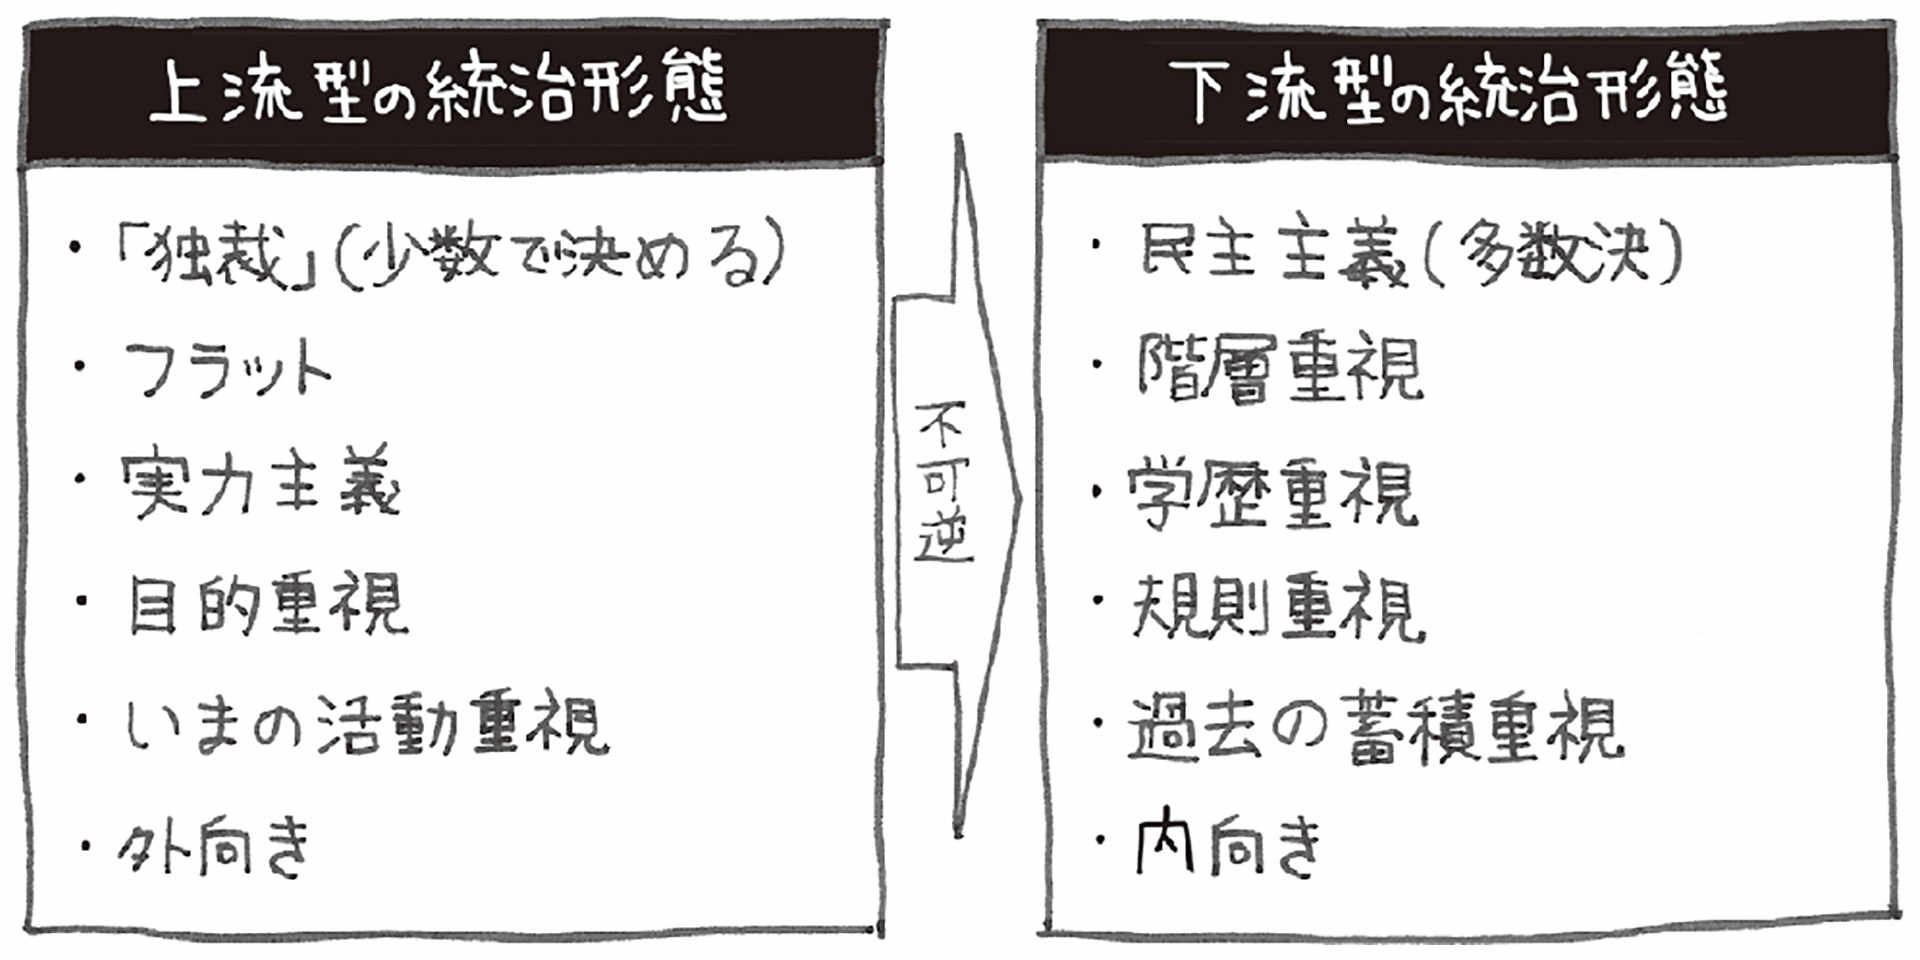 上流型の統治形態
・「独裁」(少数で決める)
・フラット
・実力主義
・目的重視
・いまの活動重視
・外向き
不可逆
下流型の統治形態
・民主主義(多数決)
・階層重視
・学歴重視
・規則重視
・過去の蓄積重視
・内向き